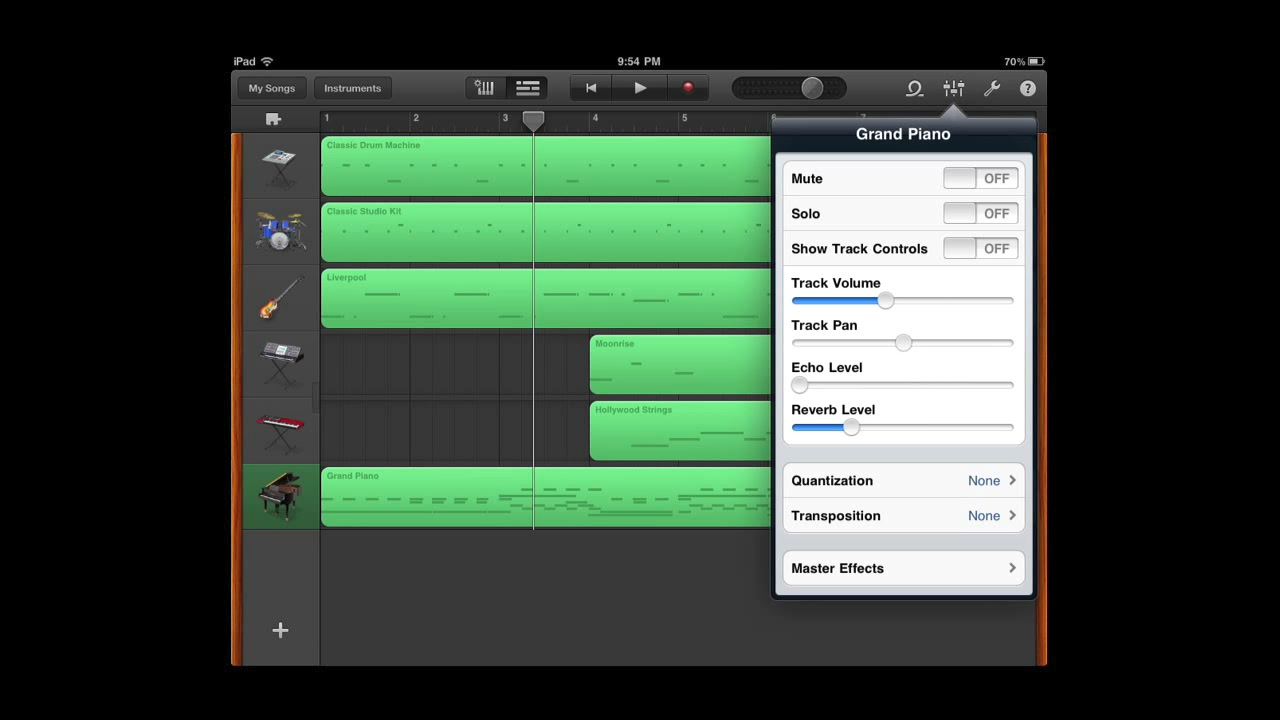 iPad 9:54 PM 70%
My Songs Instruments
1 2 3 4 5 6 7
Grand Piano
Classic Drum Machine
Mute OFF
Classic Studio Kit
Solo OFF
Show Track Controls OFF
Liverpool
Track Volume
Track Pan
Moonrise
Echo Level
Hollywood Strings
Reverb Level
Grand Piano
Quantization None
Transposition None
Master Effects